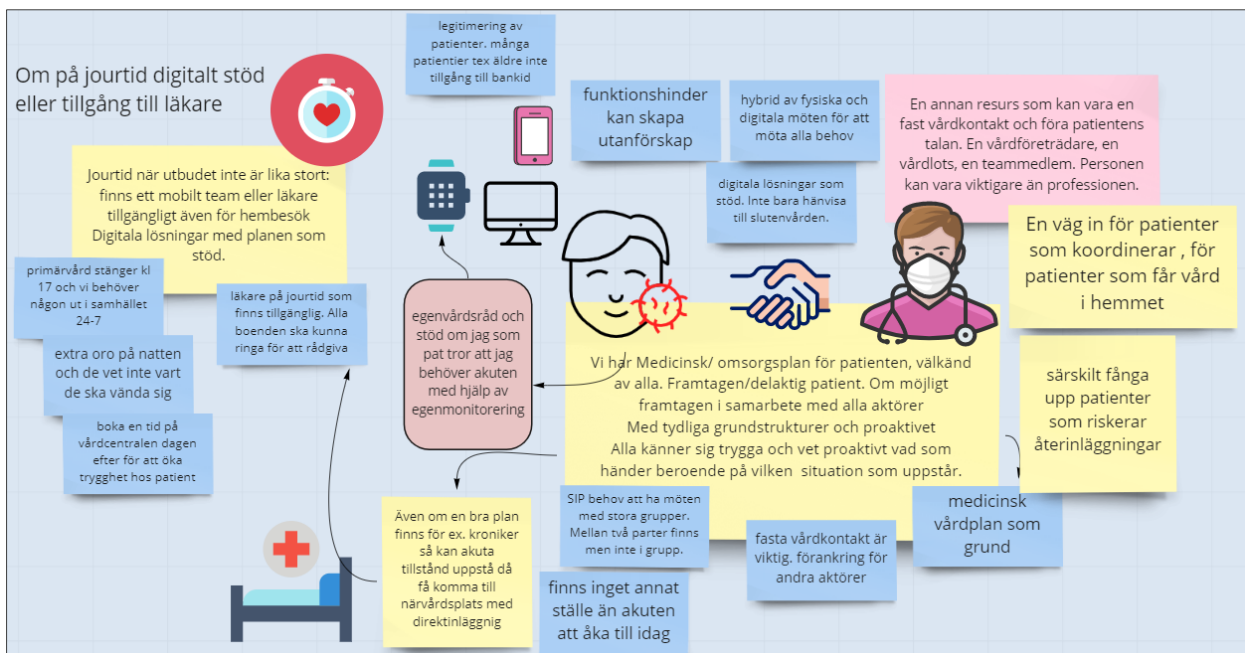 Om på jourtid digitalt stöd
eller tillgång till läkare
legitimering av
patienter. många
patientier tex äldre inte
tillgång till bankid
funktionshinder
kan skapa
utanförskap
hybrid av fysiska och
digitala möten för att
möta alla behov
En annan resurs som kan vara en
fast vårdkontakt och föra patientens
talan. En vårdföreträdare, en
vårdlots, en teammedlem. Personen
kan vara viktigare än professionen.
Jourtid när utbudet inte är lika stort:
finns ett mobilt team eller läkare
tillgängligt även för hembesök
Digitala lösningar med planen som
stöd.
digitala lösningar som
stöd. Inte bara hänvisa
till slutenvården.
En väg in för patienter
som koordinerar , för
patienter som får vård
i hemmet
primärvård stänger kl
17 och vi behöver
någon ut i samhället
24-7
läkare på jourtid som
finns tillgänglig. Alla
boenden ska kunna
ringa för att rådgiva
egenvårdsråd och
stöd om jag som
pat tror att jag
behöver akuten
med hjälp av
egenmonitorering
extra oro på natten
och de vet inte vart
de ska vända sig
boka en tid på
vårdcentralen dagen
efter för att öka
trygghet hos patient
Vi har Medicinsk/ omsorgsplan för patienten, välkänd
av alla. Framtagen/delaktig patient. Om möjligt
framtagen i samarbete med alla aktörer
Med tydliga grundstrukturer och proaktivet
Alla känner sig trygga och vet proaktivt vad som
händer beroende på vilken situation som uppstår.
särskilt fånga
upp patienter
som riskerar
återinläggningar
Även om en bra plan
finns för ex. kroniker
så kan akuta
tillstånd uppstå då
få komma till
närvårdsplats med
direktinläggnig
SIP behov att ha möten
med stora grupper.
Mellan två parter finns
men inte i grupp.
fasta vårdkontakt är
viktig. förankring för
andra aktörer
medicinsk
vårdplan som
grund
finns inget annat
ställe än akuten
att åka till idag